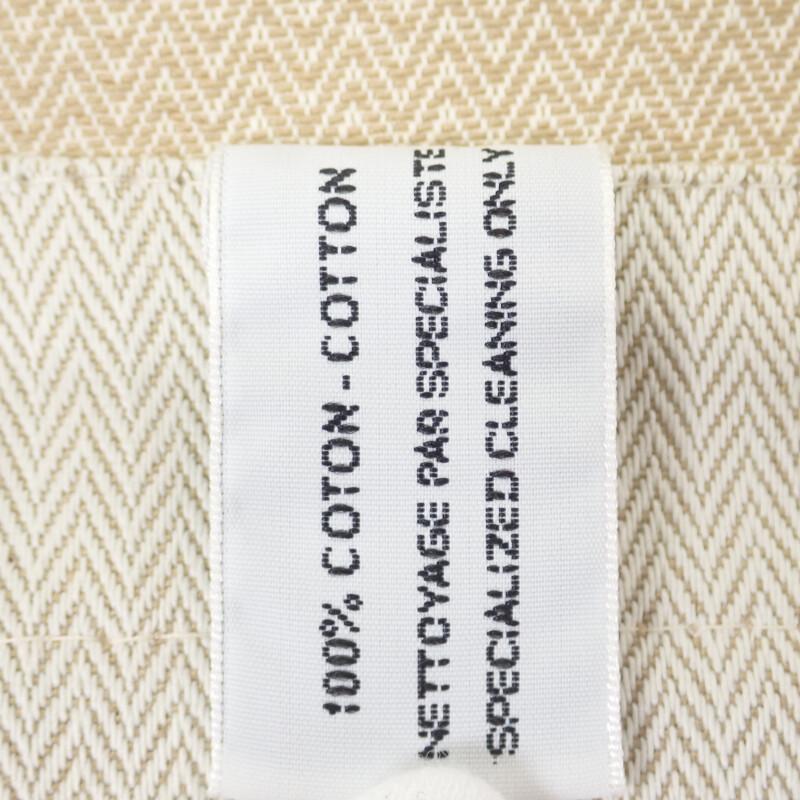 100% COTON - COTTON
NETTOYAGE PAR SPECIALISTE
SPECIALIZED CLEANING ONLY